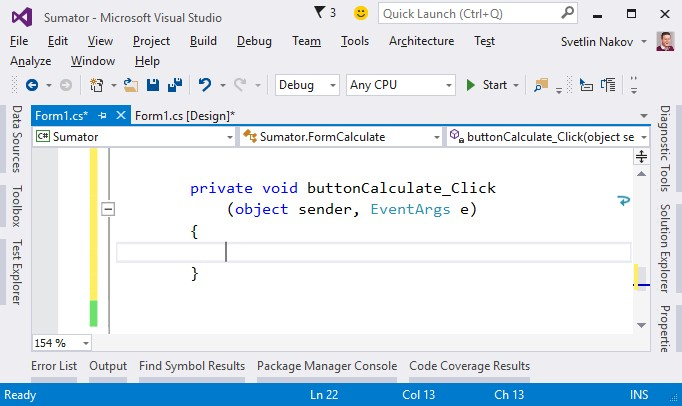 Sumator - Microsoft Visual Studio
3
Quick Launch (Ctrl+Q)
File Edit View Project Build Debug Team Tools Architecture Test
Svetlin Nakov
Analyze Window Help
Debug Any CPU Start
Form1.cs* Form1.cs [Design]*
C# Sumator Sumator.FormCalculate buttonCalculate_Click(object se
Data Sources
Toolbox
Test Explorer
private void buttonCalculate_Click
(object sender, EventArgs e)
{
}
Diagnostic Tools
Solution Explorer
Propertie
154 %
Error List Output Find Symbol Results Package Manager Console Code Coverage Results
Ready Ln 22 Col 13 Ch 13 INS